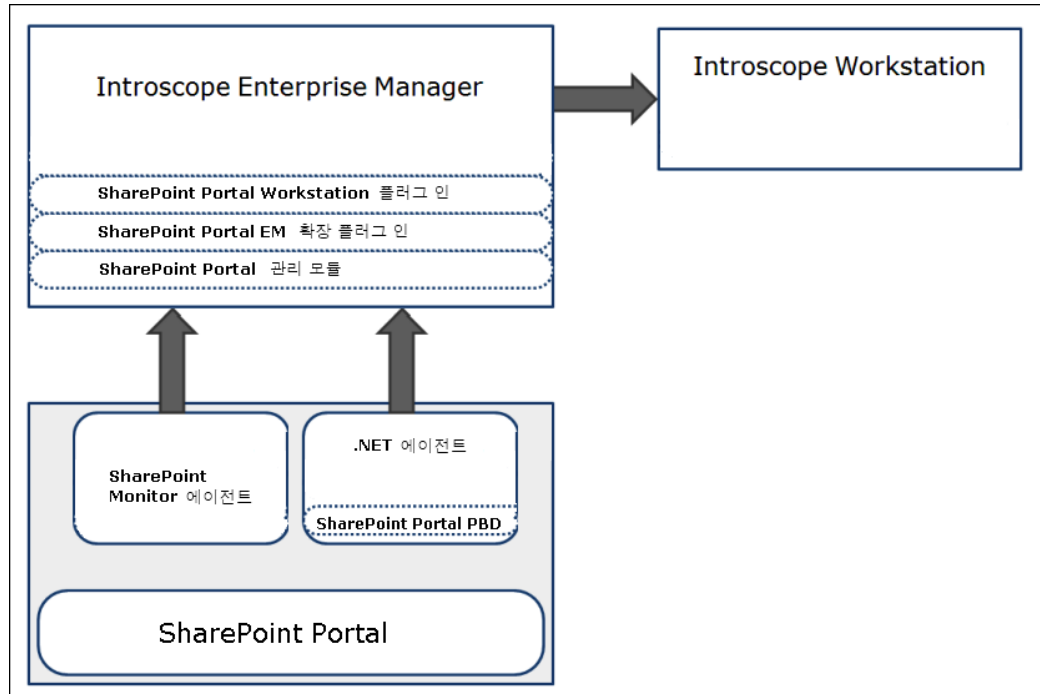 Introscope Enterprise Manager
Introscope Workstation
SharePoint Portal Workstation 플러그 인
SharePoint Portal EM 확장 플러그 인
SharePoint Portal 관리 모듈
SharePoint
Monitor 에이전트
.NET 에이전트
SharePoint Portal PBD
SharePoint Portal